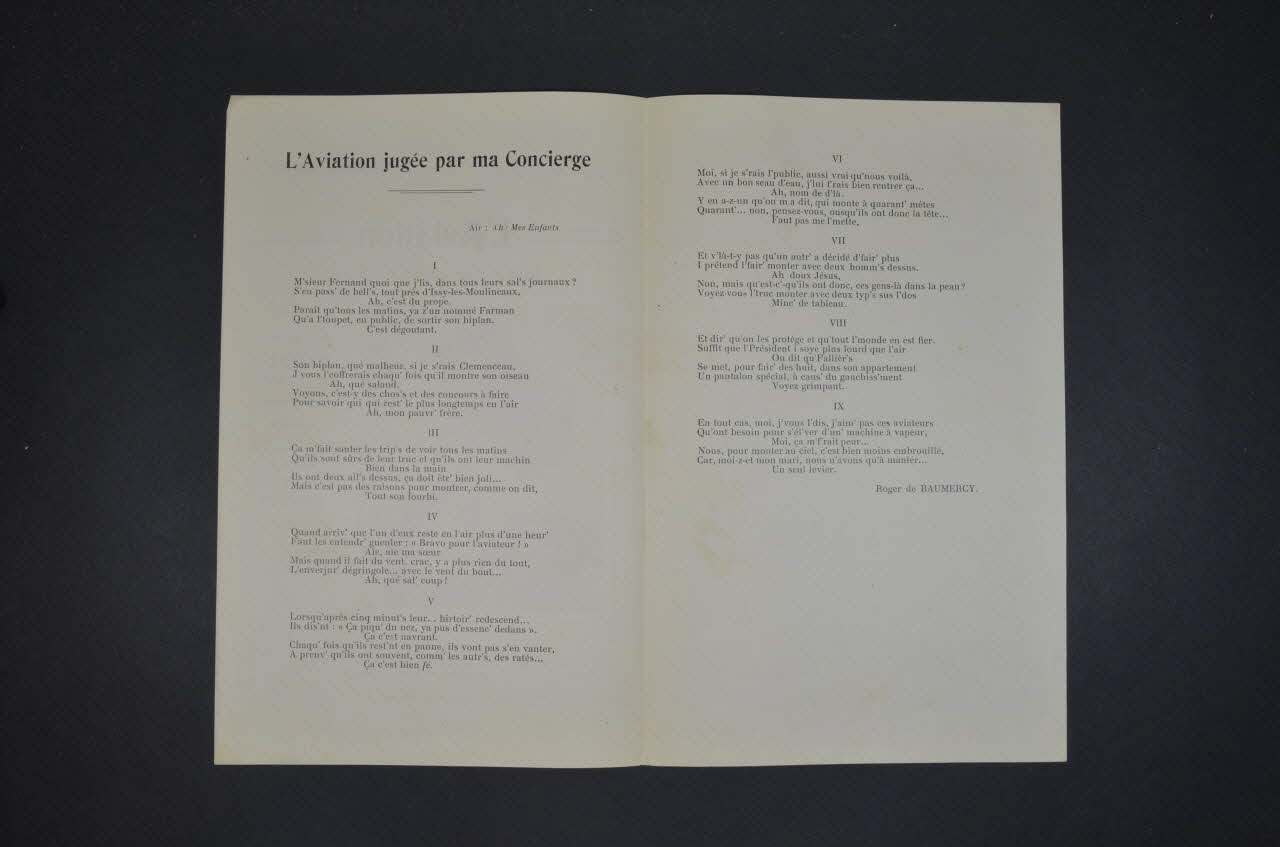 L'Aviation jugée par ma Concierge
Air : Ah! Mes Enfants
I
M'sieur Fernand quoi que j'lis, dans tous leurs sal's journaux ?
S'en pass' de bell's, tout près d'Issy-les-Moulineaux,
Ah, c'est du prope.
Paraît qu'tous les matins, ya z'un nommé Farman
Qu'a l'toupet, en public, de sortir son biplan.
C'est dégoutant.
II
Son biplan, qué malheur, si je s'rais Clemenceau,
J vous l'coffrerais chaqu' fois qu'il montre son oiseau
Ah, qué salaud.
Voyons, c'est-y des chos's et des concours à faire
Pour savoir qui qui rest' le plus longtemps en l'air
Ah, mon pauvr' frère.
III
Ça m'fait sauter les trip's de voir tous les matins
Qu'ils sont sûrs de leur truc et qu'ils ont leur machin
Bien dans la main
Ils ont deux ail's dessus, ça doit êtr' bien joli...
Mais c'est pas des raisons pour montrer, comme on dit,
Tout son fourbi.
IV
Quand arriv' que l'un d'eux reste en l'air plus d'une heur'
Faut les entendr' gueuler : « Bravo pour l'aviateur ! »
Aïe, aïe ma sœur
Mais quand il fait du vent, crac, y a plus rien du tout,
L'enverjur' dégringole... avec le vent du bout...
Ah, qué sal' coup !
V
Lorsqu'après cinq minut's leur... hirtoir' redescend...
Ils dis'nt : « Ça piqu' du nez, ya pus d'essenc' dedans ».
Ça c'est navrant.
Chaqu' fois qu'ils rest'nt en panne, ils vont pas s'en vanter,
A preuv' qu'ils ont souvent, comm' les autr's, des ratés...
Ça c'est bien fé.
VI
Moi, si je s'rais l'public, aussi vrai qu'nous voilà,
Avec un bon seau d'eau, j'lui f'rais bien rentrer ça...
Ah, nom de d'là.
Y en a-z-un qu'on m a dit, qui monte à quarant' mètes
Quarant'... non, pensez-vous, ousqu'ils ont donc la tête...
Faut pas me l'mette,
VII
Et v'là-t-y pas qu'un autr' a décidé d'fair' plus
I prétend l'fair' monter avec deux homm's dessus.
Ah doux Jésus,
Non, mais qu'est-c'-qu'ils ont donc, ces gens-là dans la peau ?
Voyez-vous l'truc monter avec deux typ's sus l'dos
Minc' de tableau.
VIII
Et dir' qu'on les protège et qu'tout l'monde en est fier.
Suffit que l'Président i soye plus lourd que l'air
On dit qu'Fallièr's
Se met, pour fair' des huit, dans son appartement
Un pantalon spécial, à caus' du gauchiss'ment
Voyez grimpant.
IX
En tout cas, moi, j'vous l'dis, j'aim' pas ces aviateurs
Qu'ont besoin pour s'él'ver d'un' machine à vapeur,
Moi, ça m'f'rait peur...
Nous, pour monter au ciel, c'est bien moins embrouillé,
Car, moi-z-et mon mari, nous n'avons qu'à manier...
Un seul levier.
Roger de BAUMERCY.